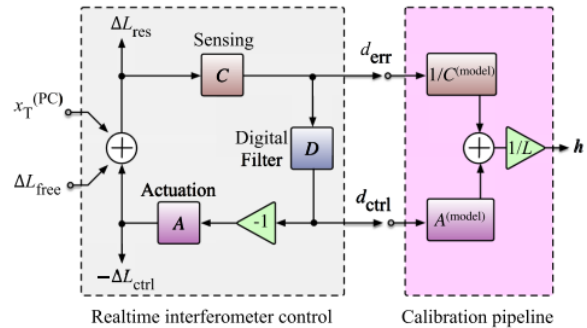 ΔL_res
Sensing
C
d_err
1/C^(model)
x_T^(PC)
Digital
Filter
D
1/L
h
ΔL_free
Actuation
A
-1
d_ctrl
A^(model)
−ΔL_ctrl
Realtime interferometer control
Calibration pipeline